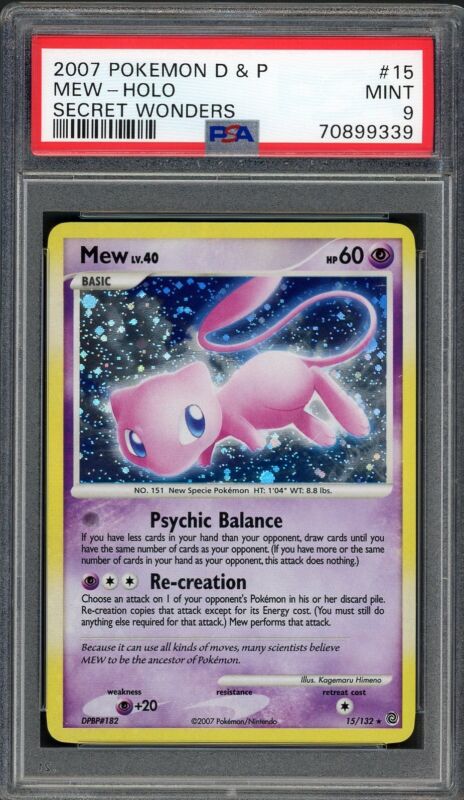 2007 POKEMON D & P #15
MEW – HOLO MINT
SECRET WONDERS 9
PSA 70899339
Mew LV.40 HP 60
BASIC
NO. 151 New Specie Pokémon HT: 1'04" WT: 8.8 lbs.
Psychic Balance
If you have less cards in your hand than your opponent, draw cards until you
have the same number of cards as your opponent. (If you have more or the same
number of cards in your hand as your opponent, this attack does nothing.)
Re-creation
Choose an attack on 1 of your opponent's Pokémon in his or her discard pile.
Re-creation copies that attack except for its Energy cost. (You must still do
anything else required for that attack.) Mew performs that attack.
Because it can use all kinds of moves, many scientists believe
MEW to be the ancestor of Pokémon.
Illus. Kagemaru Himeno
weakness resistance retreat cost
+20
DPBP#182 ©2007 Pokémon/Nintendo 15/132 ★